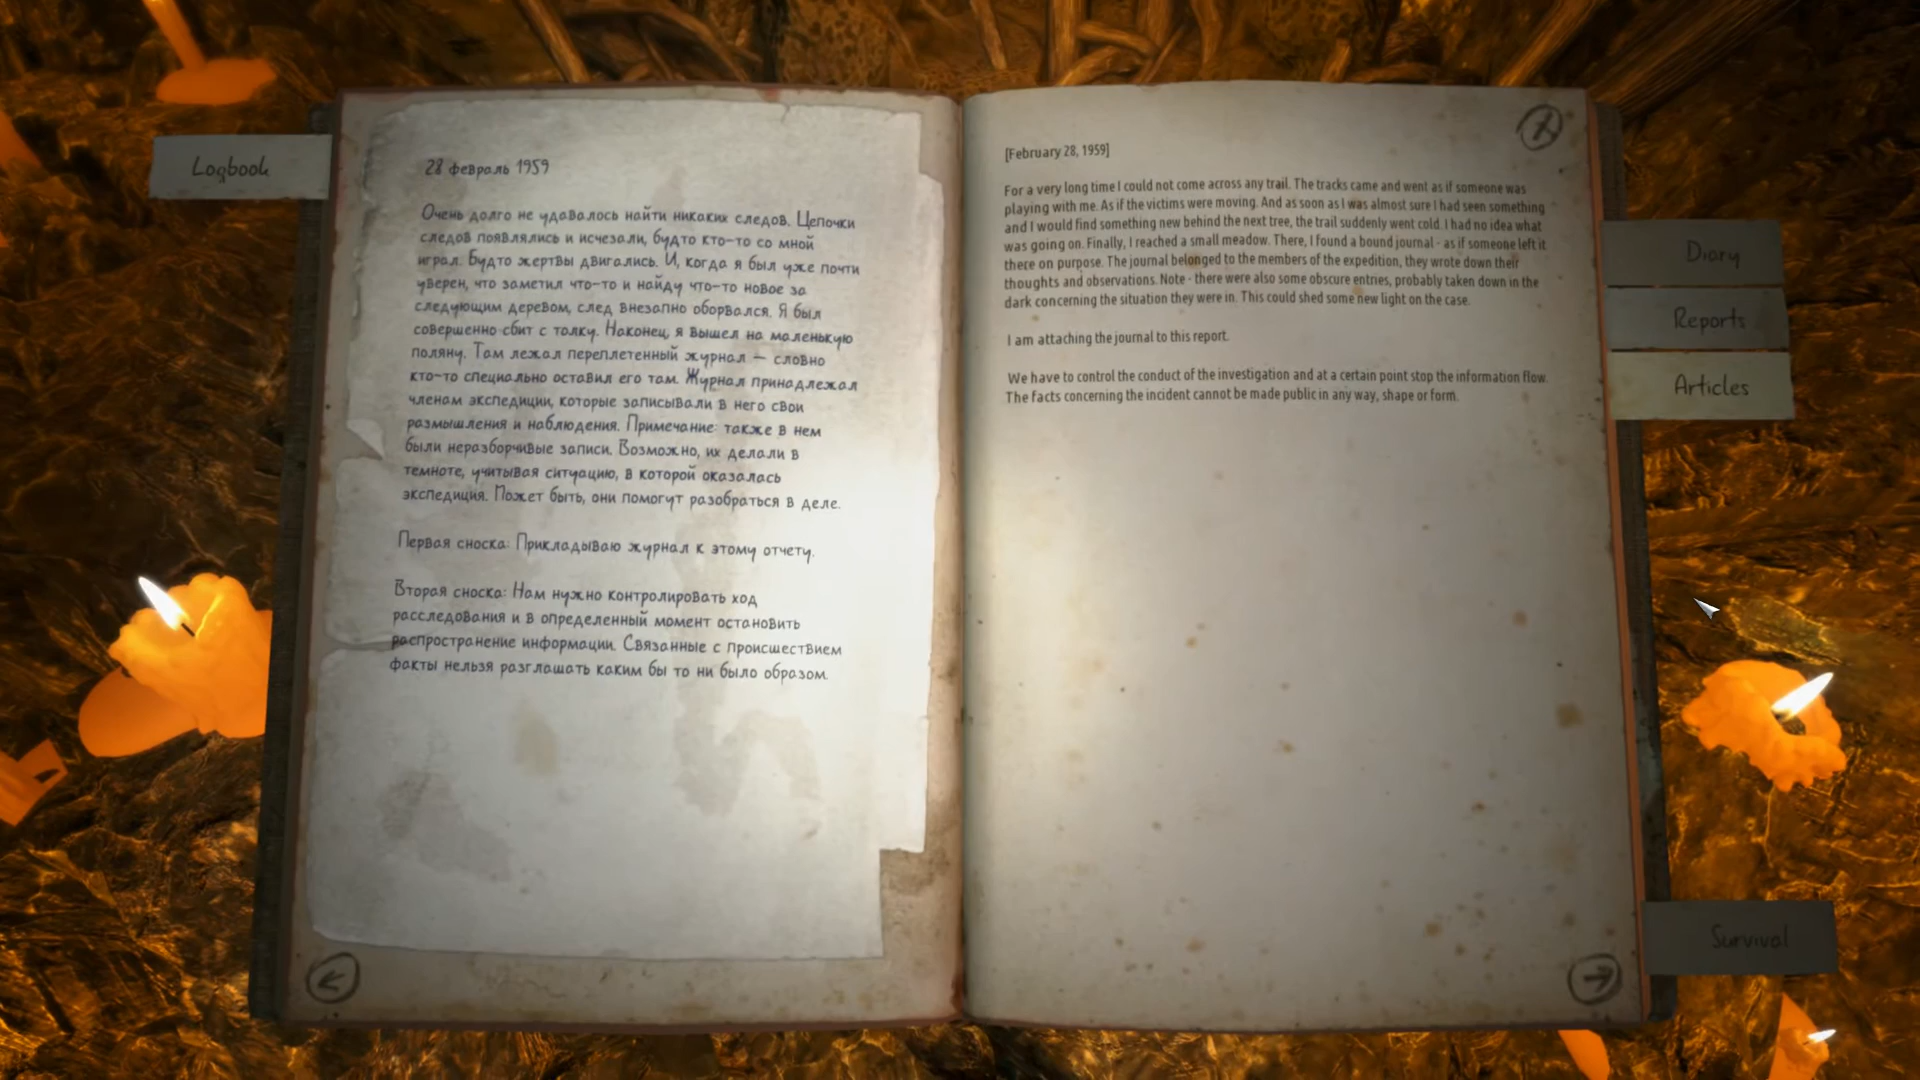 Logbook
28 февраль 1959
Очень долго не удавалось найти никаких следов. Цепочки
следов появлялись и исчезали, будто кто-то со мной
играл. Будто жертвы двигались. И, когда я был уже почти
уверен, что заметил что-то и найду что-то новое за
следующим деревом, след внезапно оборвался. Я был
совершенно сбит с толку. Наконец, я вышел на маленькую
поляну. Там лежал переплетенный журнал — словно
кто-то специально оставил его там. Журнал принадлежал
членам экспедиции, которые записывали в него свои
размышления и наблюдения. Примечание: также в нем
были неразборчивые записи. Возможно, их делали в
темноте, учитывая ситуацию, в которой оказалась
экспедиция. Может быть, они помогут разобраться в деле.
Первая сноска: Прикладываю журнал к этому отчету.
Вторая сноска: Нам нужно контролировать ход
расследования и в определенный момент остановить
распространение информации. Связанные с происшествием
факты нельзя разглашать каким бы то ни было образом.
[February 28, 1959]
For a very long time I could not come across any trail. The tracks came and went as if someone was
playing with me. As if the victims were moving. And as soon as I was almost sure I had seen something
and I would find something new behind the next tree, the trail suddenly went cold. I had no idea what
was going on. Finally, I reached a small meadow. There, I found a bound journal - as if someone left it
there on purpose. The journal belonged to the members of the expedition, they wrote down their
thoughts and observations. Note - there were also some obscure entries, probably taken down in the
dark concerning the situation they were in. This could shed some new light on the case.
I am attaching the journal to this report.
We have to control the conduct of the investigation and at a certain point stop the information flow.
The facts concerning the incident cannot be made public in any way, shape or form.
Diary
Reports
Articles
Survival